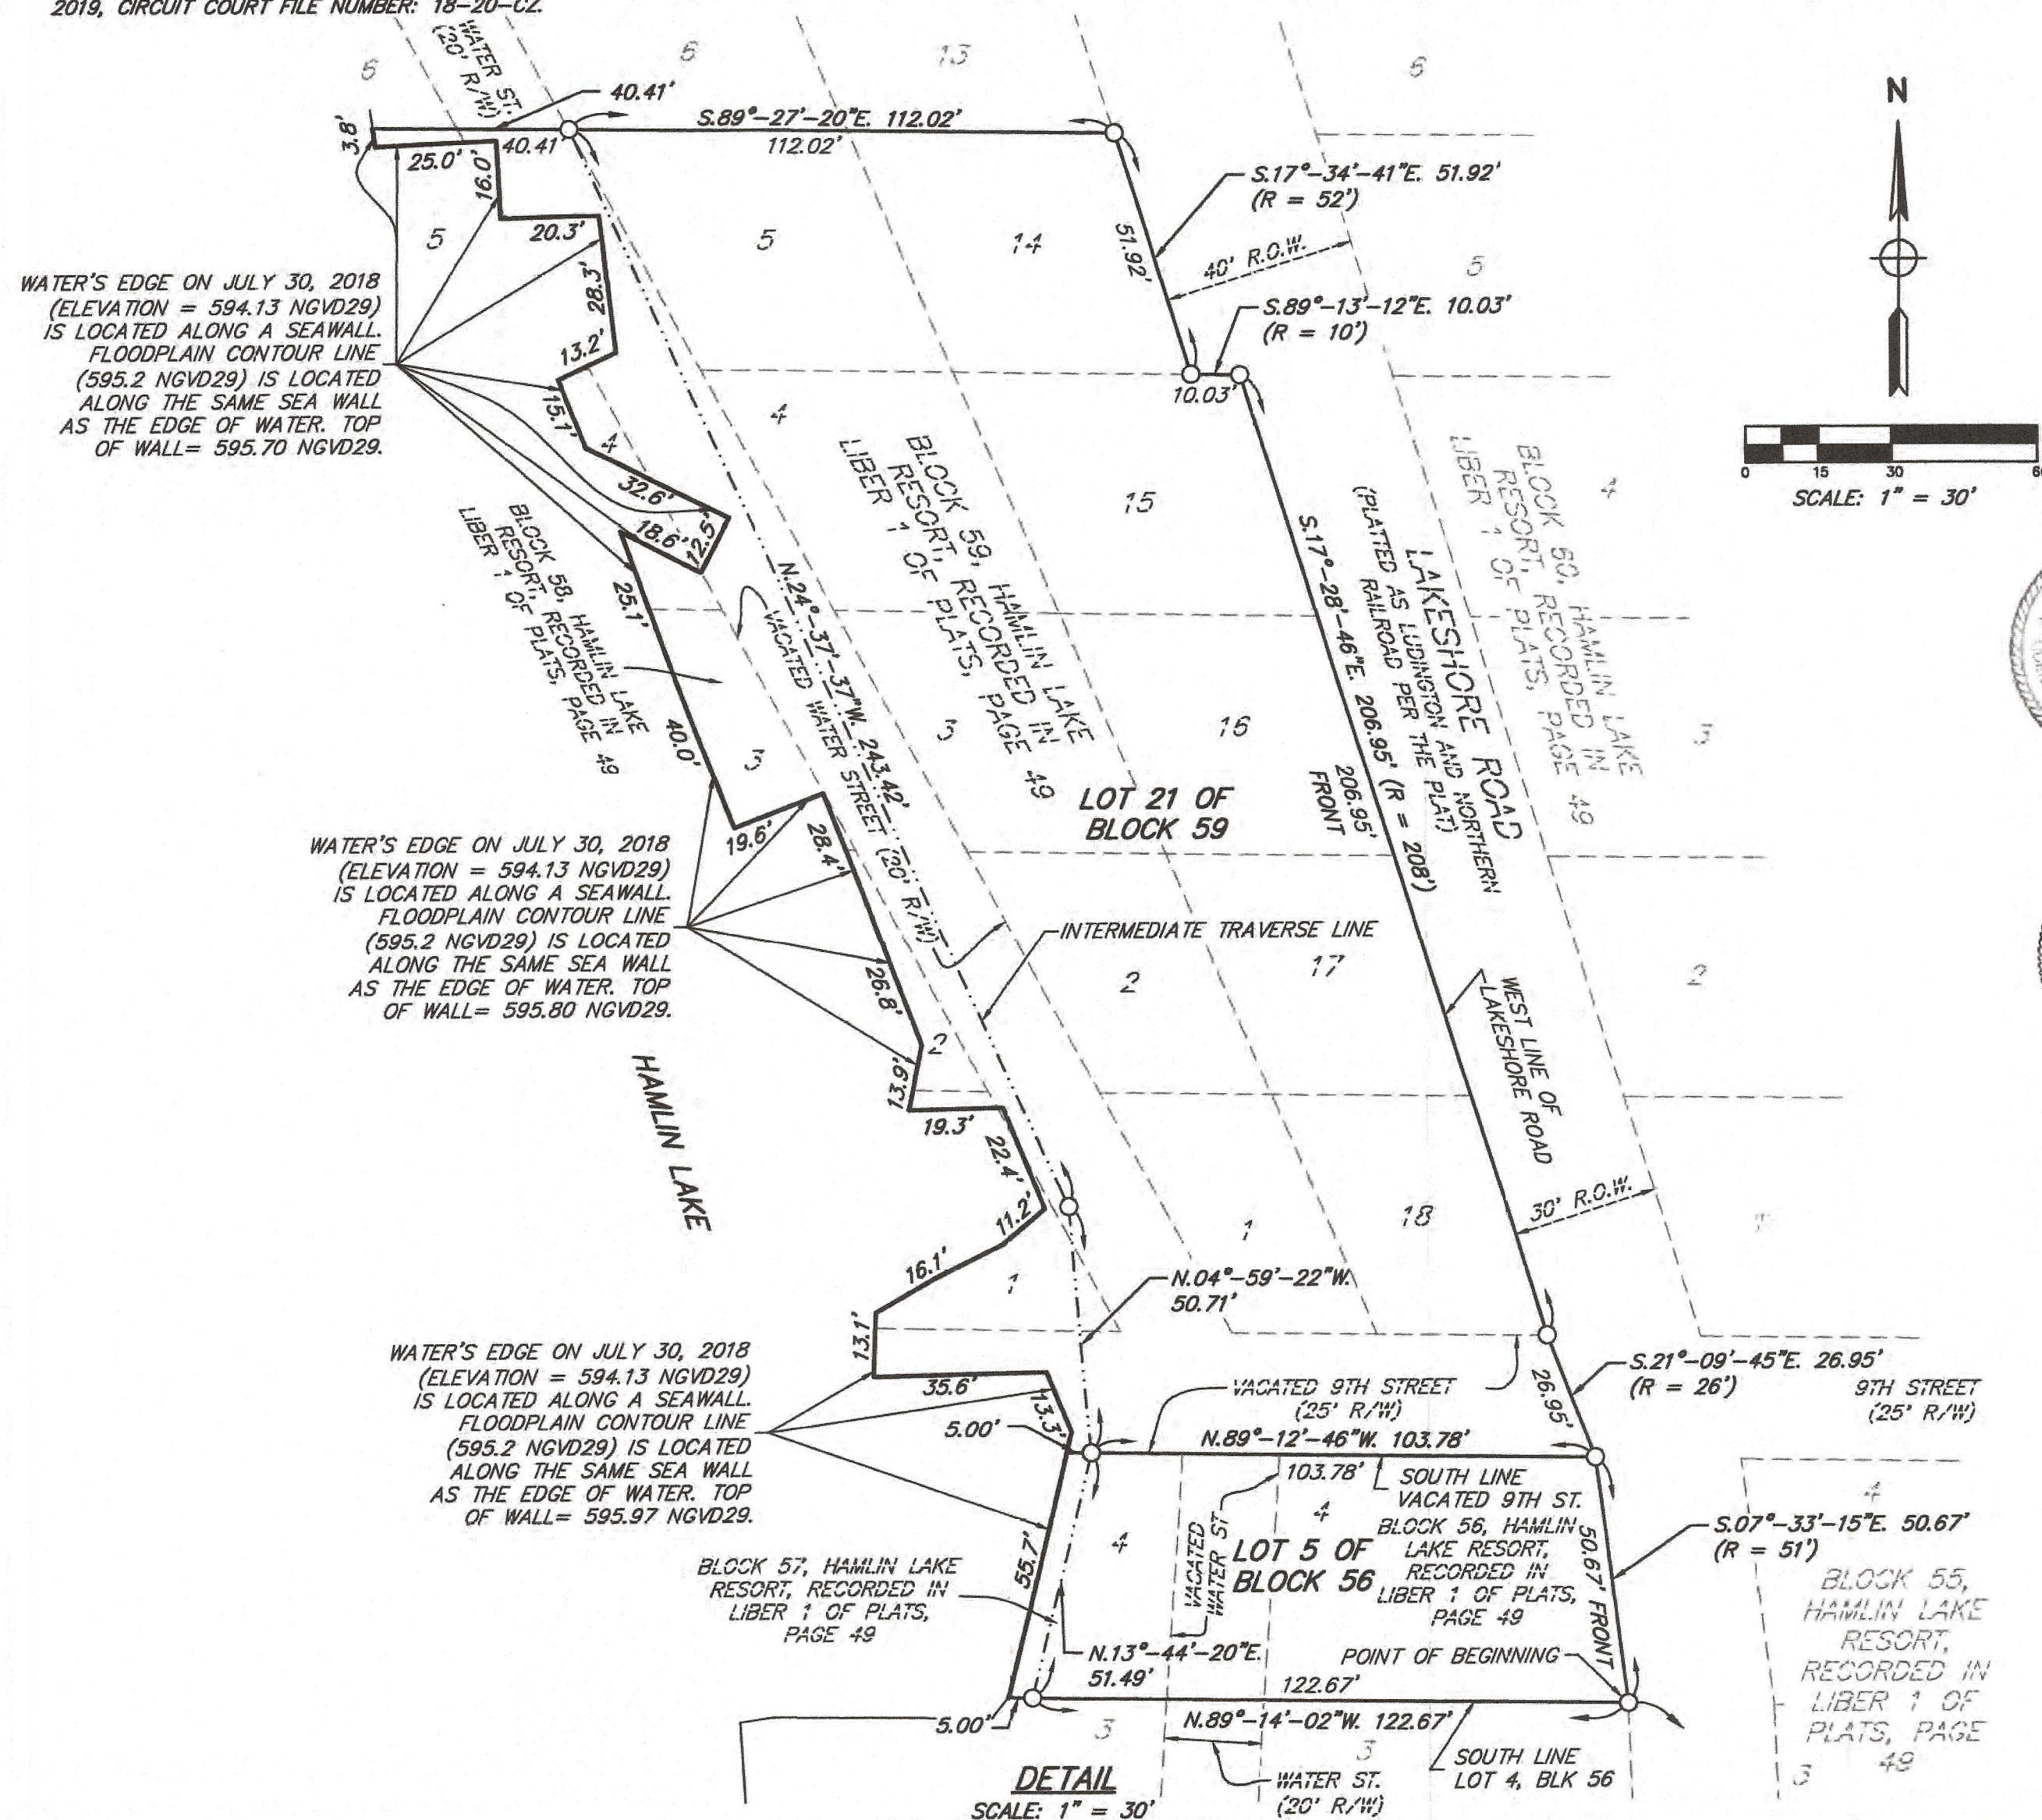 2019, CIRCUIT COURT FILE NUMBER: 18-20-CZ.
WATER ST.
(20' R/W)
6
6
13
6
N
40.41'
S.89°-27'-20"E. 112.02'
3.8'
25.0'
40.41'
112.02'
16.0'
S.17°-34'-41"E. 51.92'
(R = 52')
51.92'
20.3'
5
5
14
40' R.O.W.
5
28.3'
S.89°-13'-12"E. 10.03'
(R = 10')
10.03'
WATER'S EDGE ON JULY 30, 2018
(ELEVATION = 594.13 NGVD29)
IS LOCATED ALONG A SEAWALL.
FLOODPLAIN CONTOUR LINE
(595.2 NGVD29) IS LOCATED
ALONG THE SAME SEA WALL
AS THE EDGE OF WATER. TOP
OF WALL= 595.70 NGVD29.
13.2'
15.1'
4
4
32.6'
18.6'
12.5'
0 15 30
SCALE: 1" = 30'
15
4
BLOCK 58, HAMLIN LAKE
RESORT, RECORDED IN
LIBER 1 OF PLATS, PAGE 49
BLOCK 59, HAMLIN LAKE
RESORT, RECORDED IN
LIBER 1 OF PLATS, PAGE 49
BLOCK 60, HAMLIN LAKE
RESORT, RECORDED IN
LIBER 1 OF PLATS, PAGE 49
LAKESHORE ROAD
(PLATTED AS LUDINGTON AND NORTHERN
RAILROAD PER THE PLAT)
S.17°-28'-46"E. 206.95' (R = 208')
206.95'
FRONT
N.24°-37'-37"W. 243.42'
VACATED WATER STREET (20' R/W)
25.1'
40.0'
3
3
16
3
LOT 21 OF
BLOCK 59
19.6'
28.4'
WATER'S EDGE ON JULY 30, 2018
(ELEVATION = 594.13 NGVD29)
IS LOCATED ALONG A SEAWALL.
FLOODPLAIN CONTOUR LINE
(595.2 NGVD29) IS LOCATED
ALONG THE SAME SEA WALL
AS THE EDGE OF WATER. TOP
OF WALL= 595.80 NGVD29.
INTERMEDIATE TRAVERSE LINE
26.8'
2
2
17
2
WEST LINE OF
LAKESHORE ROAD
13.9'
19.3'
22.4'
11.2'
HAMLIN LAKE
16.1'
1
1
18
30' R.O.W.
N.04°-59'-22"W.
50.71'
13.1'
WATER'S EDGE ON JULY 30, 2018
(ELEVATION = 594.13 NGVD29)
IS LOCATED ALONG A SEAWALL.
FLOODPLAIN CONTOUR LINE
(595.2 NGVD29) IS LOCATED
ALONG THE SAME SEA WALL
AS THE EDGE OF WATER. TOP
OF WALL= 595.97 NGVD29.
35.6'
13.3'
5.00'
VACATED 9TH STREET
(25' R/W)
S.21°-09'-45"E. 26.95'
(R = 26')
26.95'
9TH STREET
(25' R/W)
N.89°-12'-46"W. 103.78'
103.78'
SOUTH LINE
VACATED 9TH ST.
4
4
4
VACATED
WATER ST
LOT 5 OF
BLOCK 56
BLOCK 56, HAMLIN
LAKE RESORT,
RECORDED IN
LIBER 1 OF PLATS,
PAGE 49
50.67' FRONT
S.07°-33'-15"E. 50.67'
(R = 51')
BLOCK 55,
HAMLIN LAKE
RESORT,
RECORDED IN
LIBER 1 OF
PLATS, PAGE
49
BLOCK 57, HAMLIN LAKE
RESORT, RECORDED IN
LIBER 1 OF PLATS,
PAGE 49
55.7'
N.13°-44'-20"E.
51.49'
POINT OF BEGINNING
122.67'
5.00'
N.89°-14'-02"W. 122.67'
3
3
3
SOUTH LINE
LOT 4, BLK 56
WATER ST.
(20' R/W)
DETAIL
SCALE: 1" = 30'